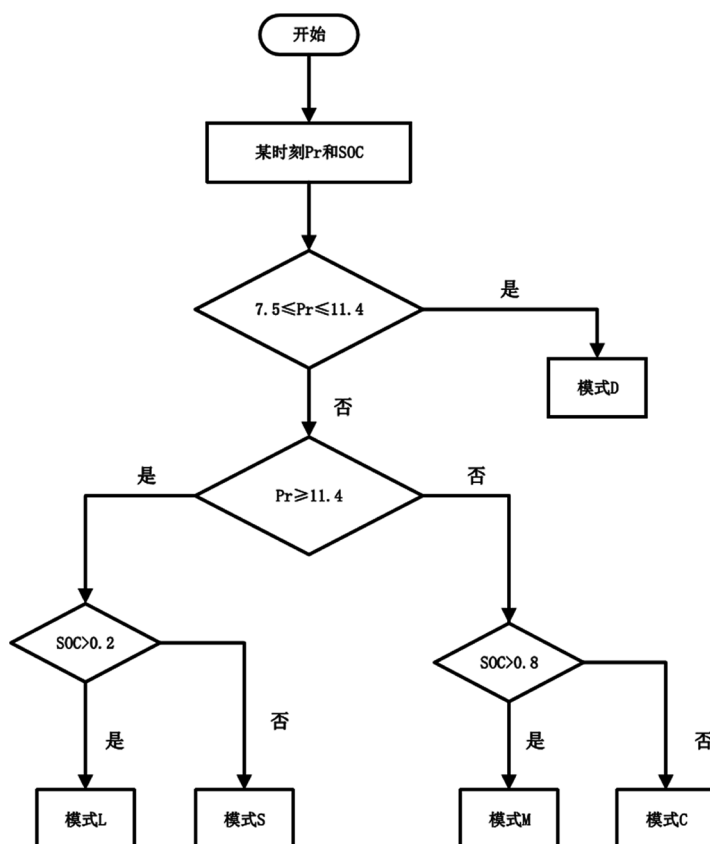 开始
某时刻Pr和SOC
7.5≤Pr≤11.4
是
模式D
否
是
Pr≥11.4
否
SOC>0.2
SOC>0.8
是
否
是
否
模式L
模式S
模式M
模式C